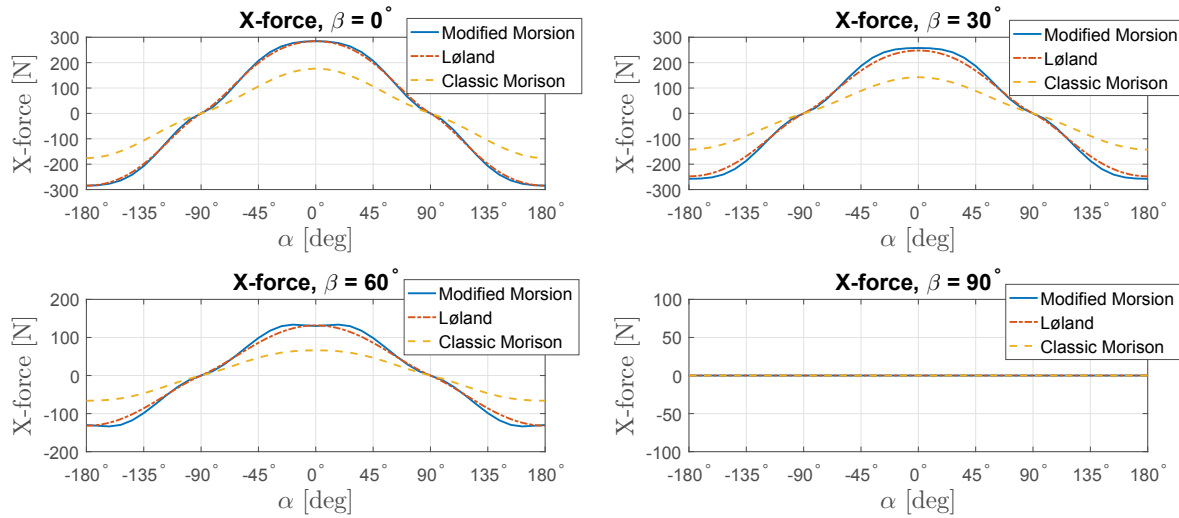 X-force, β = 0°
X-force [N]
300
200
100
0
-100
-200
-300
-180° -135° -90° -45° 0° 45° 90° 135° 180°
α [deg]
Modified Morsion
Løland
Classic Morison
X-force, β = 30°
X-force [N]
300
200
100
0
-100
-200
-300
-180° -135° -90° -45° 0° 45° 90° 135° 180°
α [deg]
Modified Morsion
Løland
Classic Morison
X-force, β = 60°
X-force [N]
200
100
0
-100
-200
-180° -135° -90° -45° 0° 45° 90° 135° 180°
α [deg]
Modified Morsion
Løland
Classic Morison
X-force, β = 90°
X-force [N]
100
50
0
-50
-100
-180° -135° -90° -45° 0° 45° 90° 135° 180°
α [deg]
Modified Morsion
Løland
Classic Morison